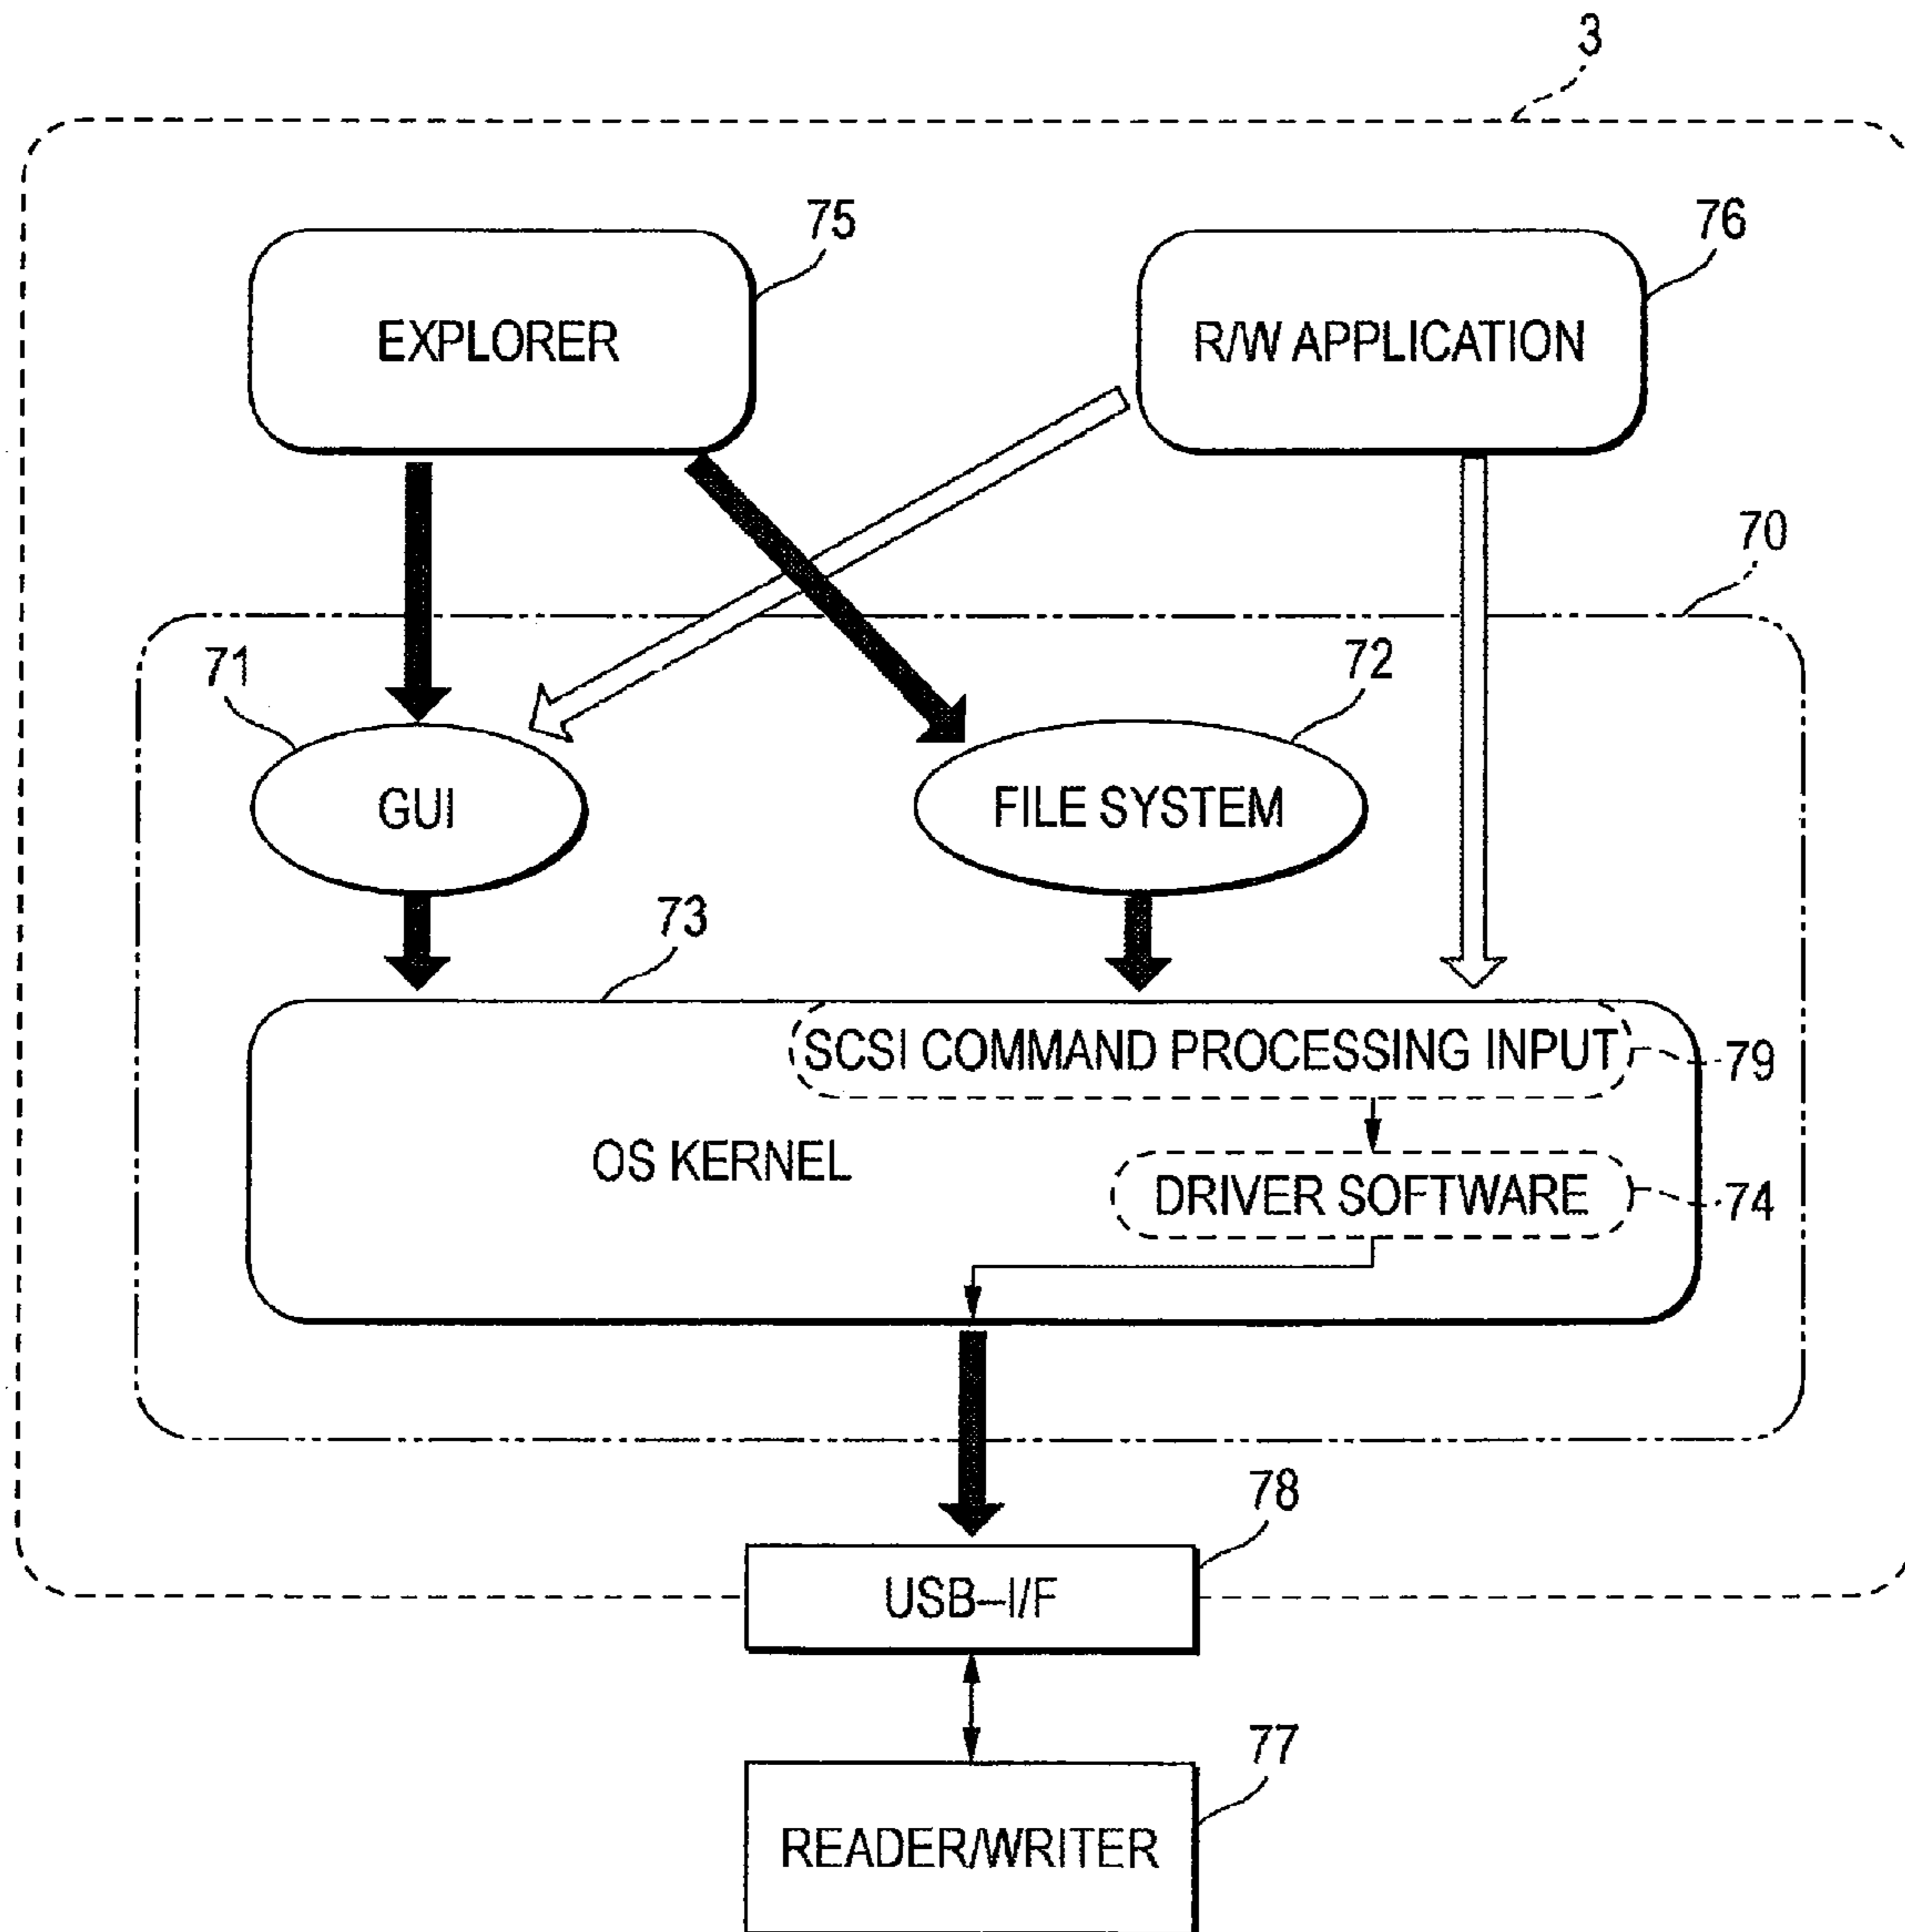 3
75
76
EXPLORER
R/W APPLICATION
70
71
72
GUI
FILE SYSTEM
73
SCSI COMMAND PROCESSING INPUT
79
OS KERNEL
DRIVER SOFTWARE
74
78
USB–I/F
77
READER/WRITER